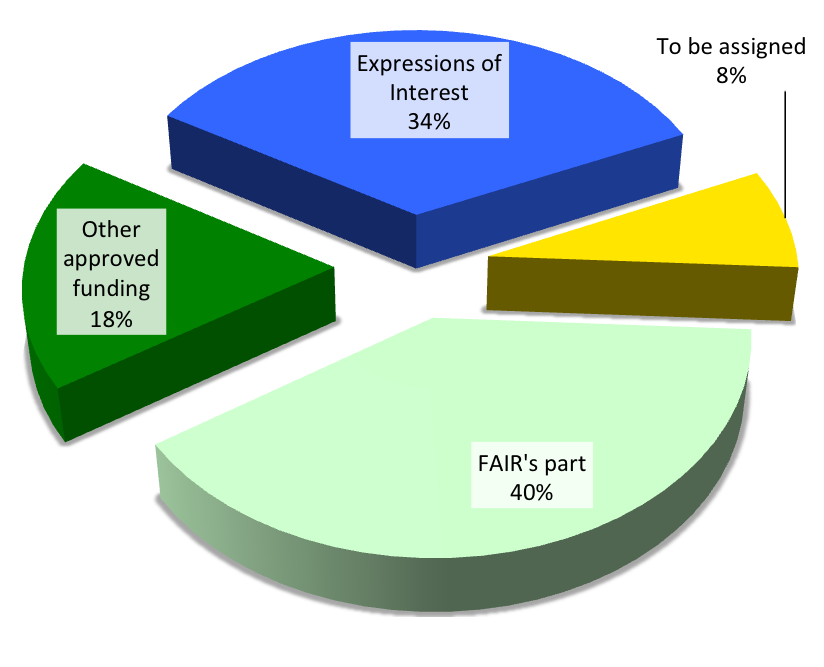 Expressions of
Interest
34%
To be assigned
8%
Other
approved
funding
18%
FAIR's part
40%